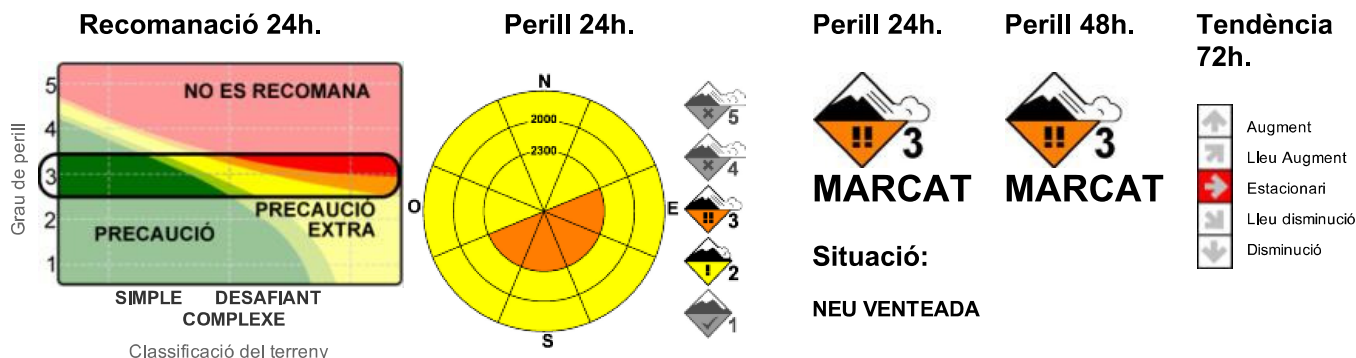 Recomanació 24h.
Perill 24h.
Perill 24h.
Perill 48h.
Tendència
72h.
Grau de perill
5
4
3
2
1
NO ES RECOMANA
PRECAUCIÓ
EXTRA
PRECAUCIÓ
SIMPLE
DESAFIANT
COMPLEXE
Classificació del terreny
N
2000
2300
O
E
S
5
4
3
2
1
!!
3
MARCAT
!!
3
MARCAT
Situació:
NEU VENTEADA
Augment
Lleu Augment
Estacionari
Lleu disminució
Disminució